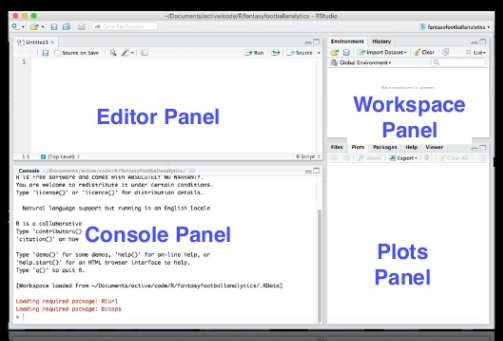 ~/Documents/activelcode/R/fantasyfootballanalytics - RStudio
Go to file/function
fantasyfootballanalytics
Untitled1 ×
Source on Save
Run
Source
1
Editor Panel
1:1
(Top Level)
R Script
Environment History
Import Dataset
Clear
List
Global Environment
Environment is empty
Workspace
Panel
Files Plots Packages Help Viewer
Zoom
Export
Clear All
Plots
Panel
Console ~/Documents/active/code/R/fantasyfootballanalytics/
R is free software and comes with ABSOLUTELY NO WARRANTY.
You are welcome to redistribute it under certain conditions.
Type 'license()' or 'licence()' for distribution details.
Natural language support but running in an English locale
R is a collaborative
Type 'contributors()
'citation()' on how
Console Panel
Type 'demo()' for some demos, 'help()' for on-line help, or
'help.start()' for an HTML browser interface to help.
Type 'q()' to quit R.
[Workspace loaded from ~/Documents/active/code/R/fantasyfootballanalytics/.RData]
Loading required package: RCurl
Loading required package: bitops
>